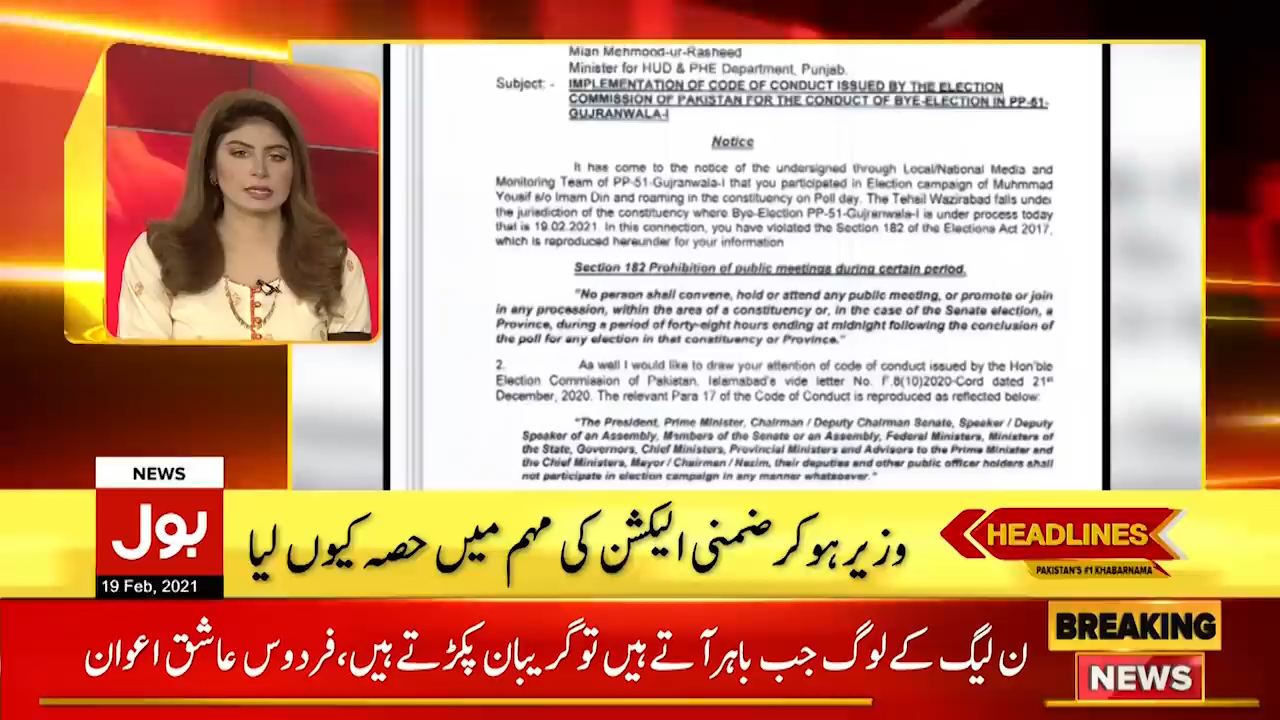 Mian Mehmood-ur-Rasheed
Minister for HUD & PHE Department, Punjab.
Subject: - IMPLEMENTATION OF CODE OF CONDUCT ISSUED BY THE ELECTION
COMMISSION OF PAKISTAN FOR THE CONDUCT OF BYE-ELECTION IN PP-51-
GUJRANWALA-I
Notice
It has come to the notice of the undersigned through Local/National Media and
Monitoring Team of PP-51-Gujranwala-I that you participated in Election campaign of Muhmmad
Yousif s/o Imam Din and roaming in the constituency on Poll day. The Tehsil Wazirabad falls under
the jurisdiction of the constituency where Bye-Election PP-51-Gujranwala-I is under process today
that is 19.02.2021. In this connection, you have violated the Section 182 of the Elections Act 2017,
which is reproduced hereunder for your information
Section 182 Prohibition of public meetings during certain period.
"No person shall convene, hold or attend any public meeting, or promote or join
in any procession, within the area of a constituency or, in the case of the Senate election, a
Province, during a period of forty-eight hours ending at midnight following the conclusion of
the poll for any election in that constituency or Province."
2. As well I would like to draw your attention of code of conduct issued by the Hon'ble
Election Commission of Pakistan, Islamabad's vide letter No. F.8(10)2020-Cord dated 21st
December, 2020. The relevant Para 17 of the Code of Conduct is reproduced as reflected below:
"The President, Prime Minister, Chairman / Deputy Chairman Senate, Speaker / Deputy
Speaker of an Assembly, Members of the Senate or an Assembly, Federal Ministers, Ministers of
the State, Governors, Chief Ministers, Provincial Ministers and Advisors to the Prime Minister and
the Chief Ministers, Mayor / Chairman / Nazim, their deputies and other public officer holders shall
not participate in election campaign in any manner whatsoever."
NEWS
بول
19 Feb, 2021
وزیر ہو کر ضمنی الیکشن کی مہم میں حصہ کیوں لیا
HEADLINES
PAKISTAN'S #1 KHABARNAMA
ن لیگ کے لوگ جب باہر آتے ہیں تو گریبان پکڑتے ہیں، فردوس عاشق اعوان
BREAKING
NEWS